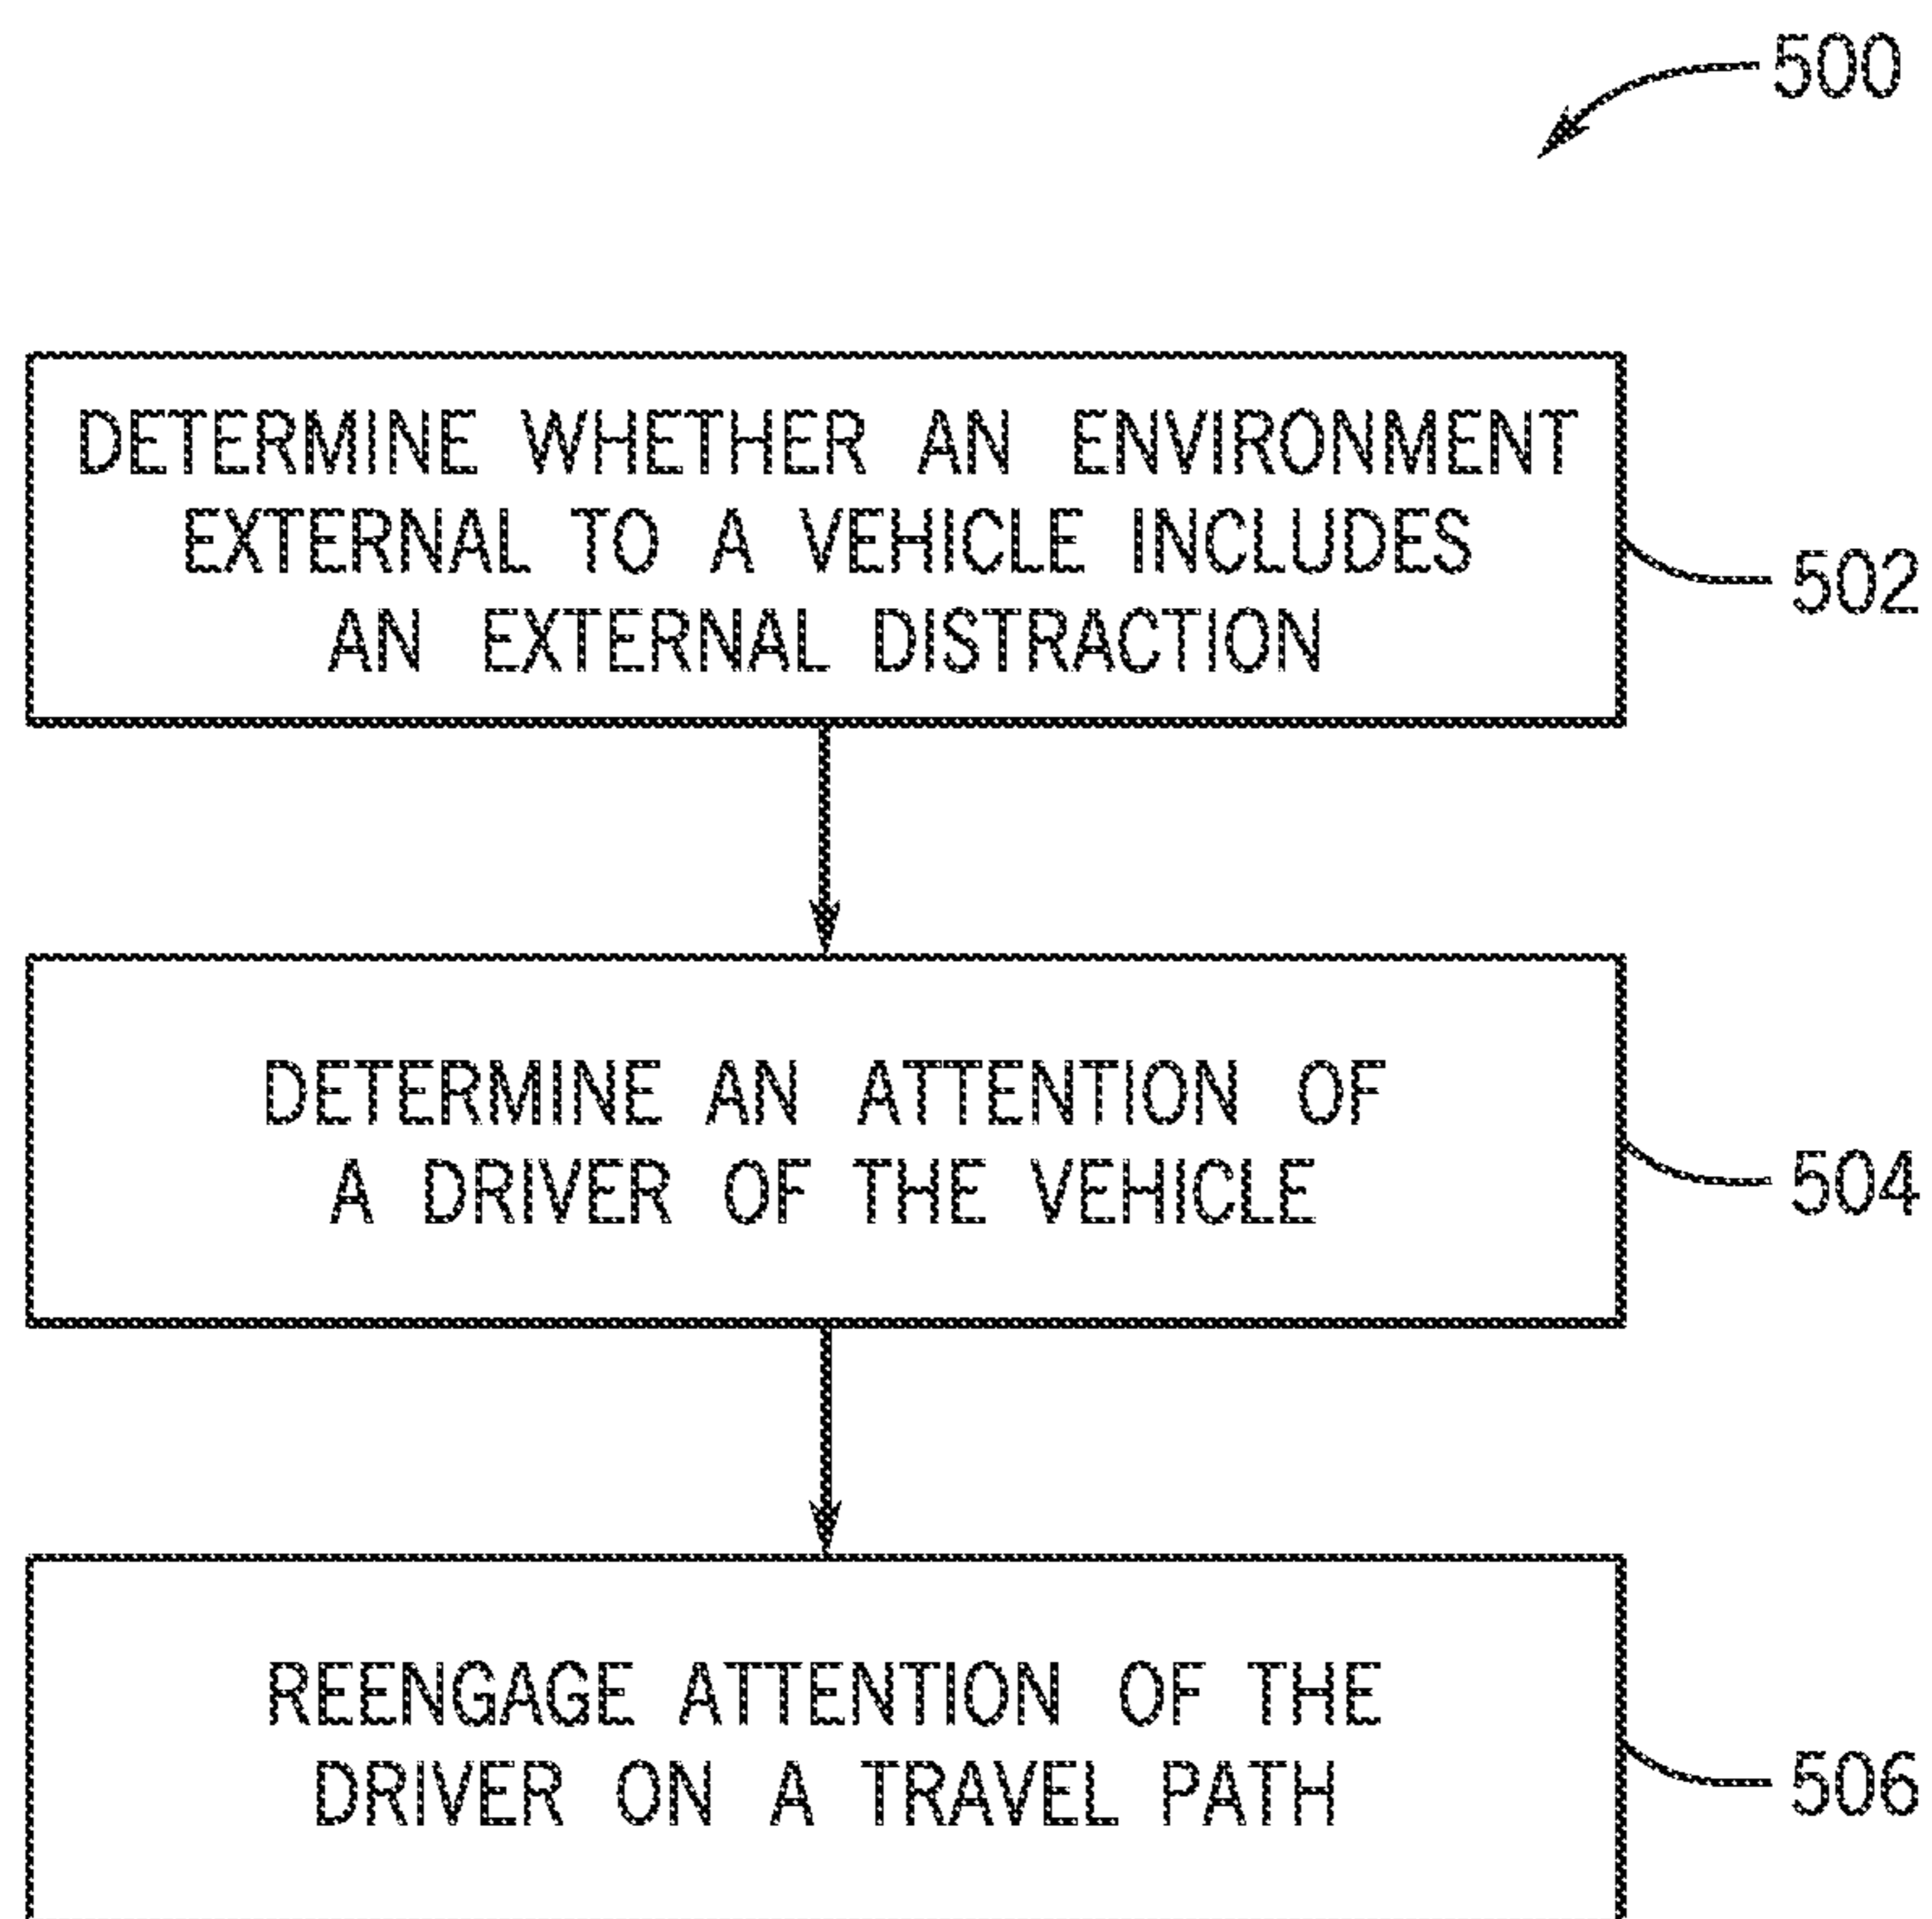 500
DETERMINE WHETHER AN ENVIRONMENT
EXTERNAL TO A VEHICLE INCLUDES
AN EXTERNAL DISTRACTION
502
DETERMINE AN ATTENTION OF
A DRIVER OF THE VEHICLE
504
REENGAGE ATTENTION OF THE
DRIVER ON A TRAVEL PATH
506